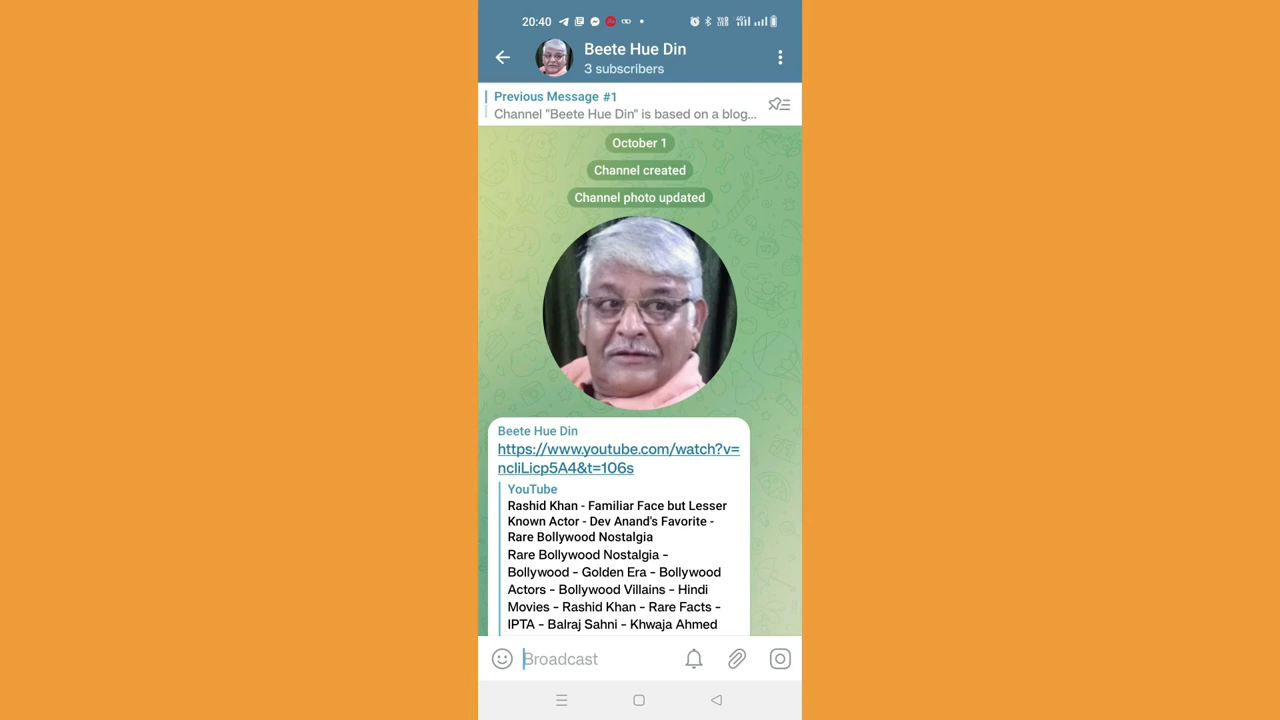 20:40
Beete Hue Din
3 subscribers
Previous Message #1
Channel "Beete Hue Din" is based on a blog...
October 1
Channel created
Channel photo updated
Beete Hue Din
https://www.youtube.com/watch?v=
ncIiLicp5A4&t=106s
YouTube
Rashid Khan - Familiar Face but Lesser
Known Actor - Dev Anand's Favorite -
Rare Bollywood Nostalgia
Rare Bollywood Nostalgia -
Bollywood - Golden Era - Bollywood
Actors - Bollywood Villains - Hindi
Movies - Rashid Khan - Rare Facts -
IPTA - Balraj Sahni - Khwaja Ahmed
Broadcast